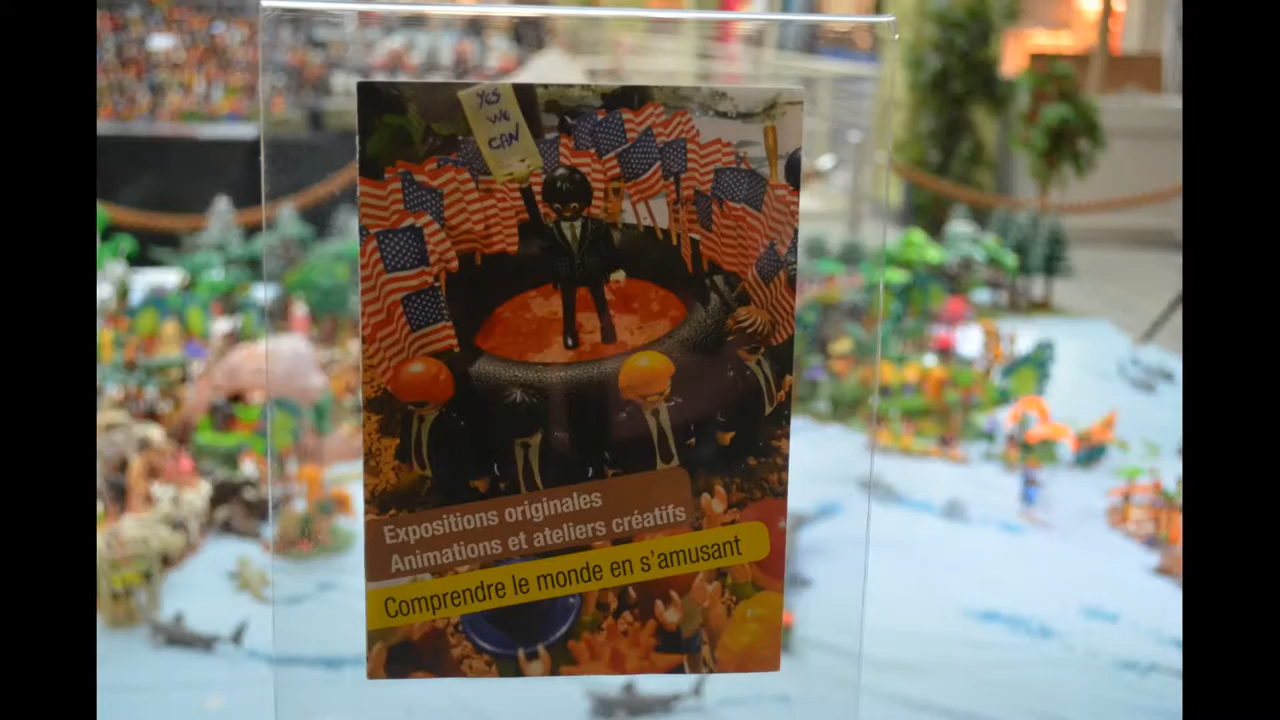 YES
WE
CAN
Expositions originales
Animations et ateliers créatifs
Comprendre le monde en s'amusant